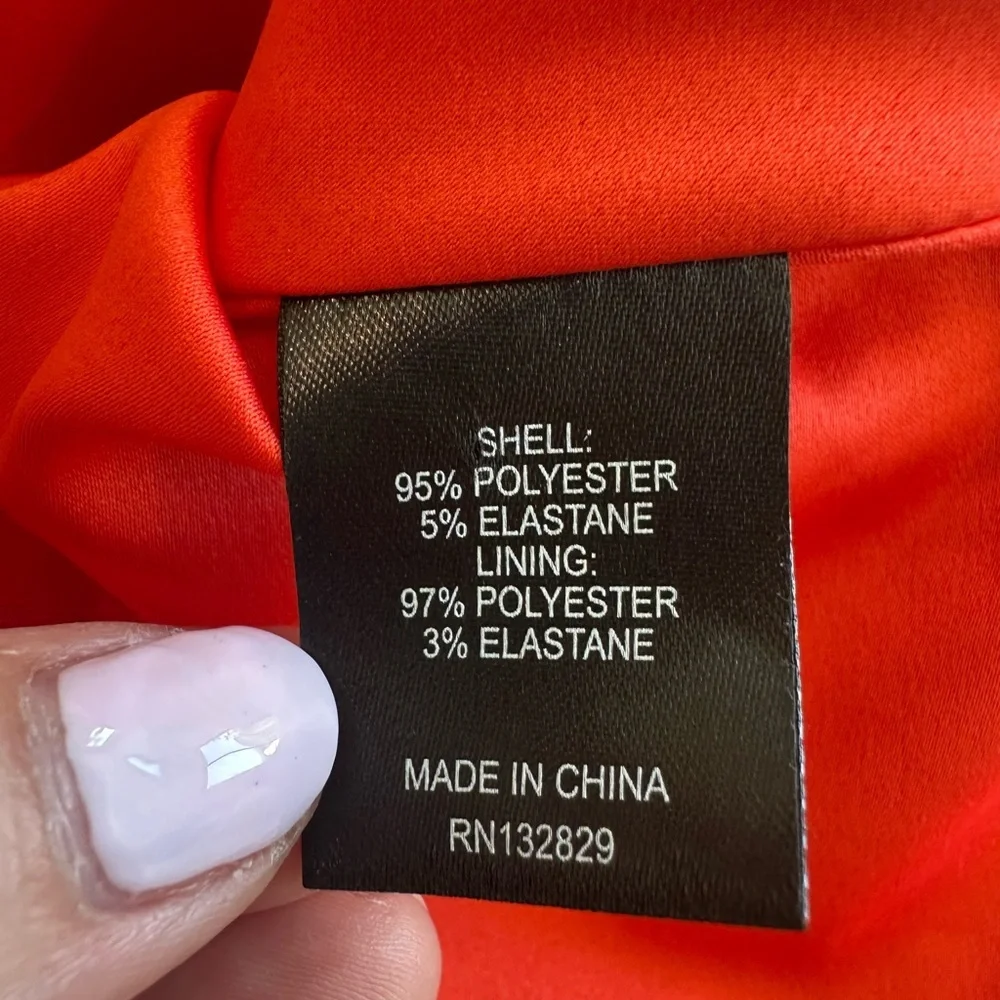 SHELL:
95% POLYESTER
5% ELASTANE
LINING:
97% POLYESTER
3% ELASTANE
MADE IN CHINA
RN132829